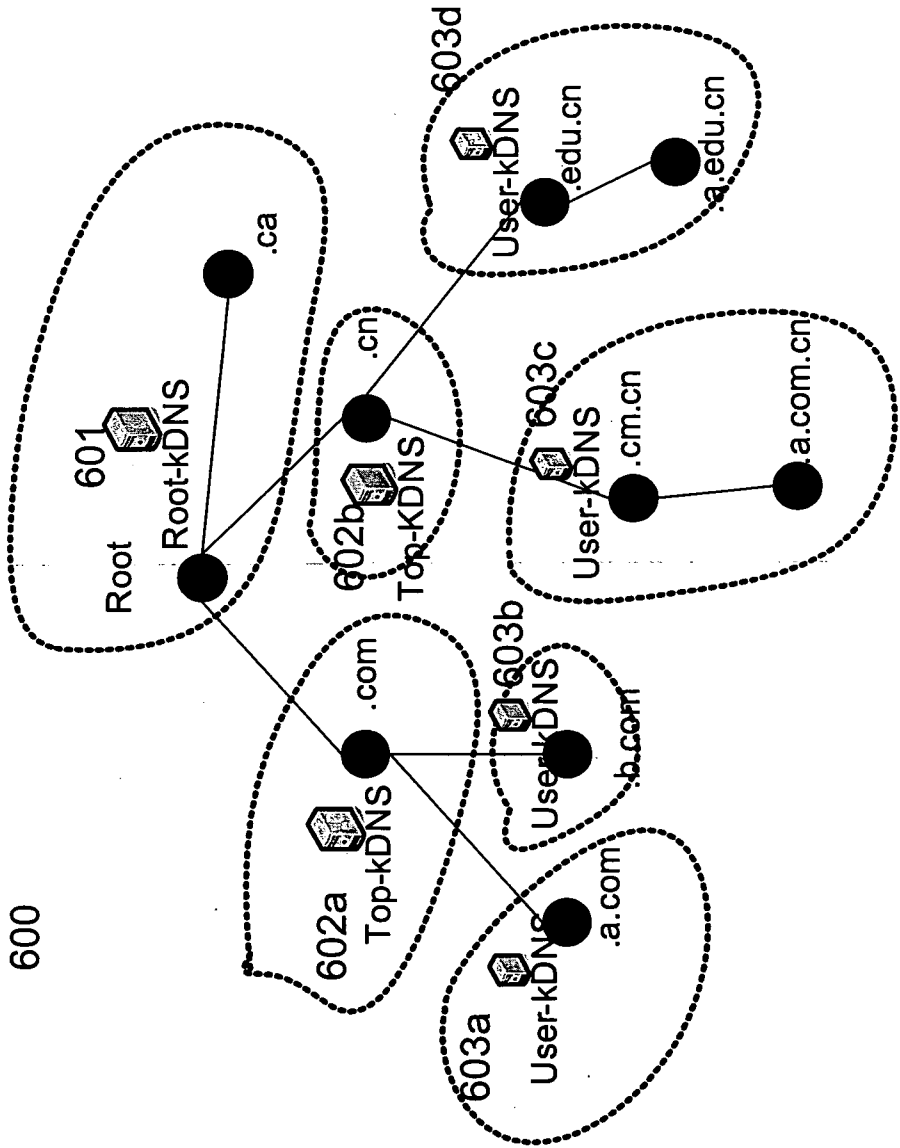 600
Root
601
Root-kDNS
.ca
602a
Top-kDNS
.com
602b
Top-KDNS
.cn
603a
User-kDNS
.a.com
603b
User-kDNS
.b.com
603c
User-kDNS
.cm.cn
.a.com.cn
603d
User-kDNS
.edu.cn
.a.edu.cn